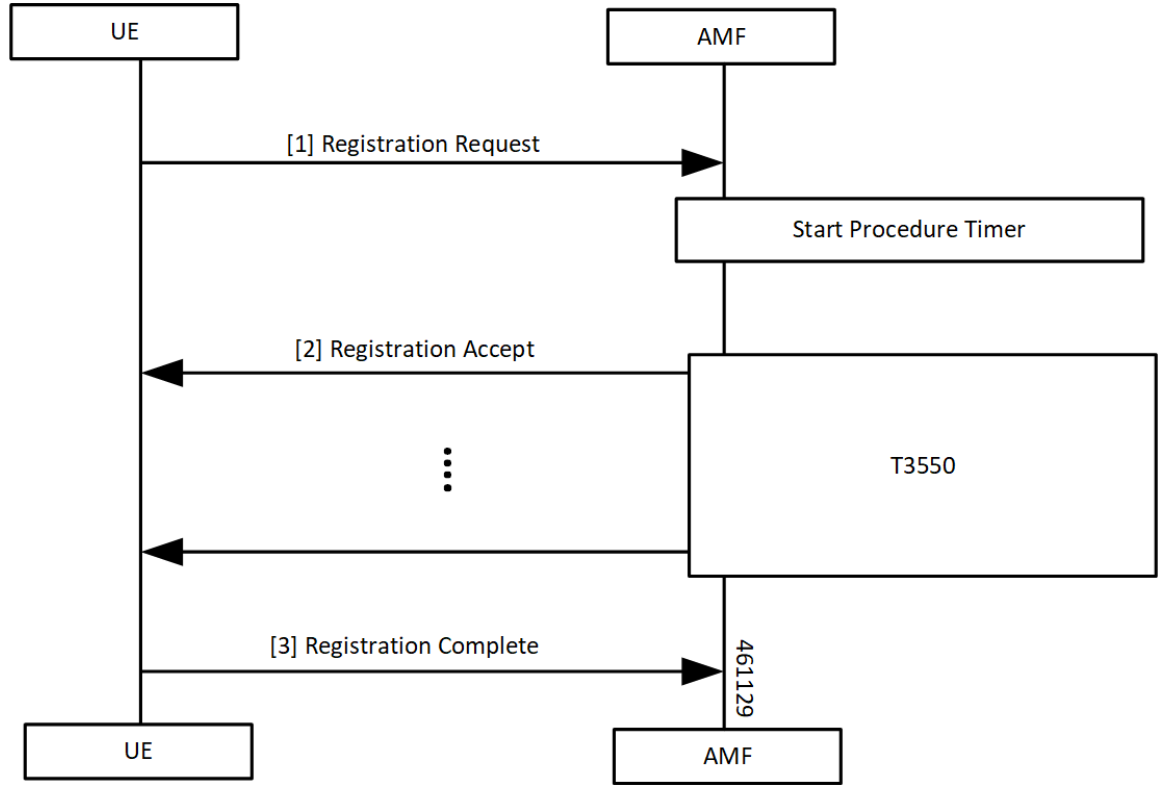 UE
AMF
[1] Registration Request
Start Procedure Timer
[2] Registration Accept
T3550
[3] Registration Complete
461129
UE
AMF